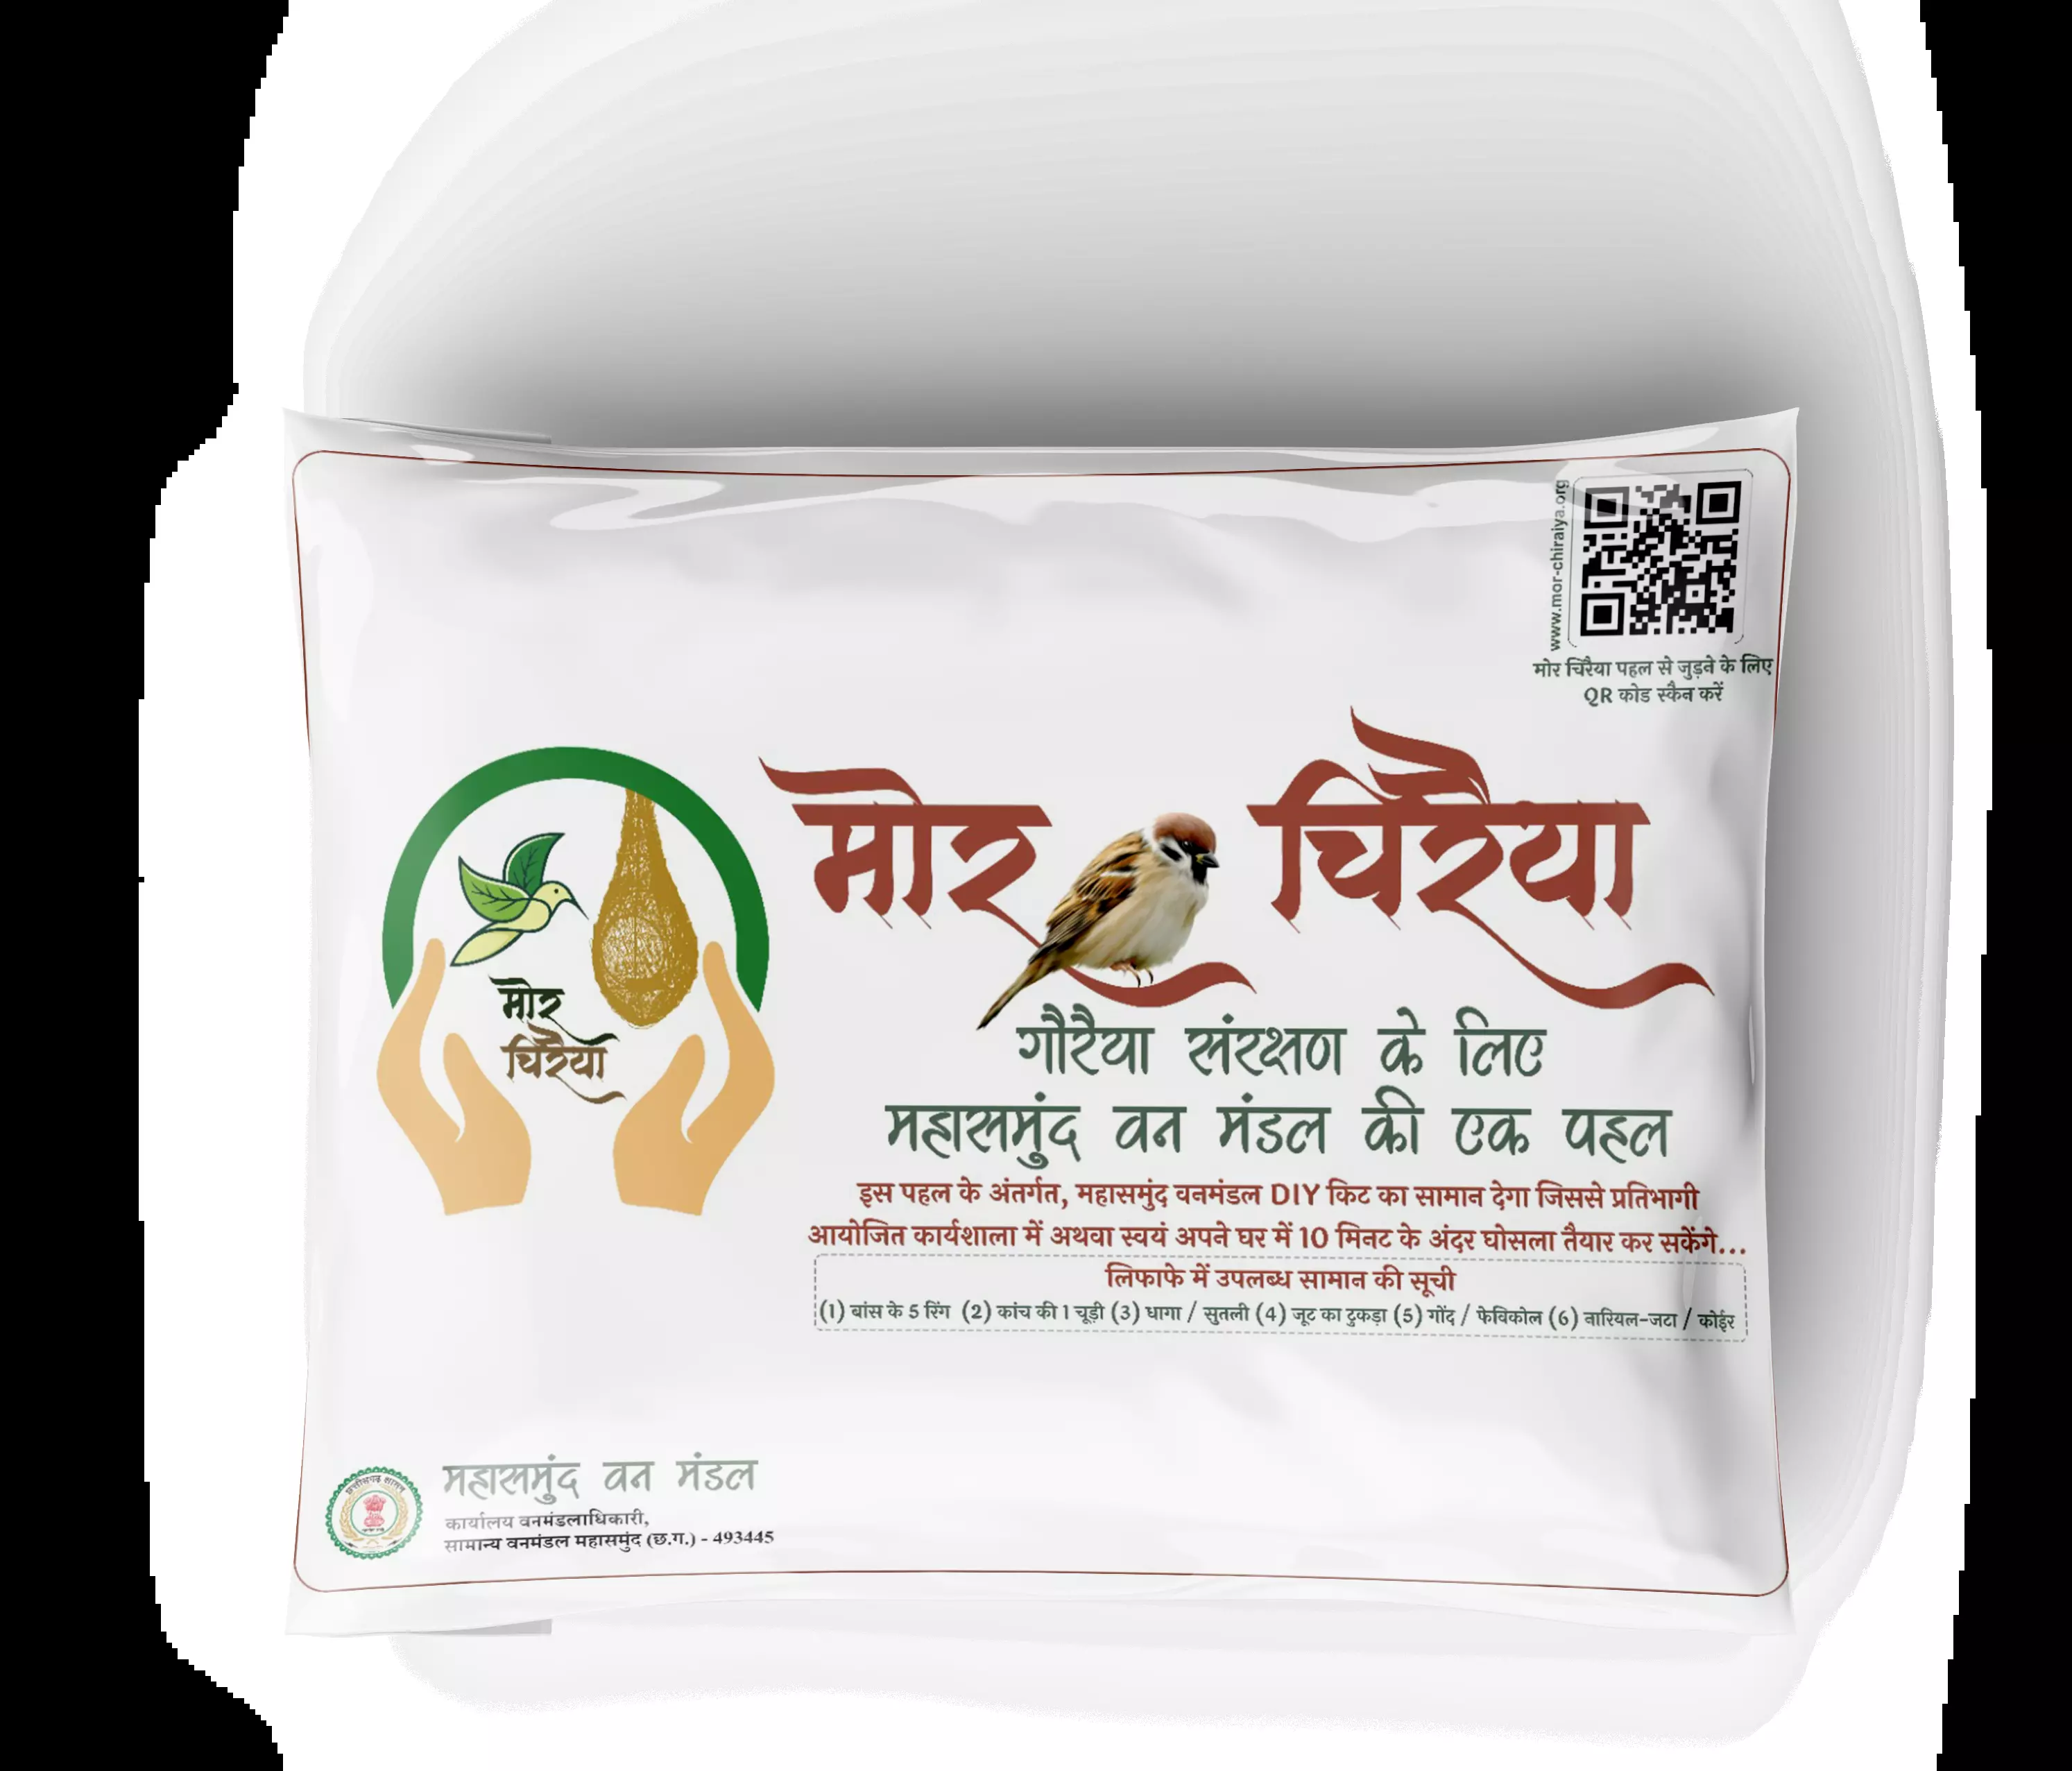 www.mor-chiraiya.org
मोर चिरैया पहल से जुड़ने के लिए
QR कोड स्कैन करें
मोर चिरैया
मोर
चिरैया
गौरैया संरक्षण के लिए
महासमुंद वन मंडल की एक पहल
इस पहल के अंतर्गत, महासमुंद वनमंडल DIY किट का सामान देगा जिससे प्रतिभागी
आयोजित कार्यशाला में अथवा स्वयं अपने घर में 10 मिनट के अंदर घोसला तैयार कर सकेंगे...
लिफाफे में उपलब्ध सामान की सूची
(1) बांस के 5 रिंग (2) कांच की 1 चूड़ी (3) धागा / सुतली (4) जूट का टुकड़ा (5) गोंद / फेविकोल (6) नारियल-जटा / कोईर
छत्तीसगढ़ शासन
महासमुंद वन मंडल
कार्यालय वनमंडलाधिकारी,
सामान्य वनमंडल महासमुंद (छ.ग.) - 493445